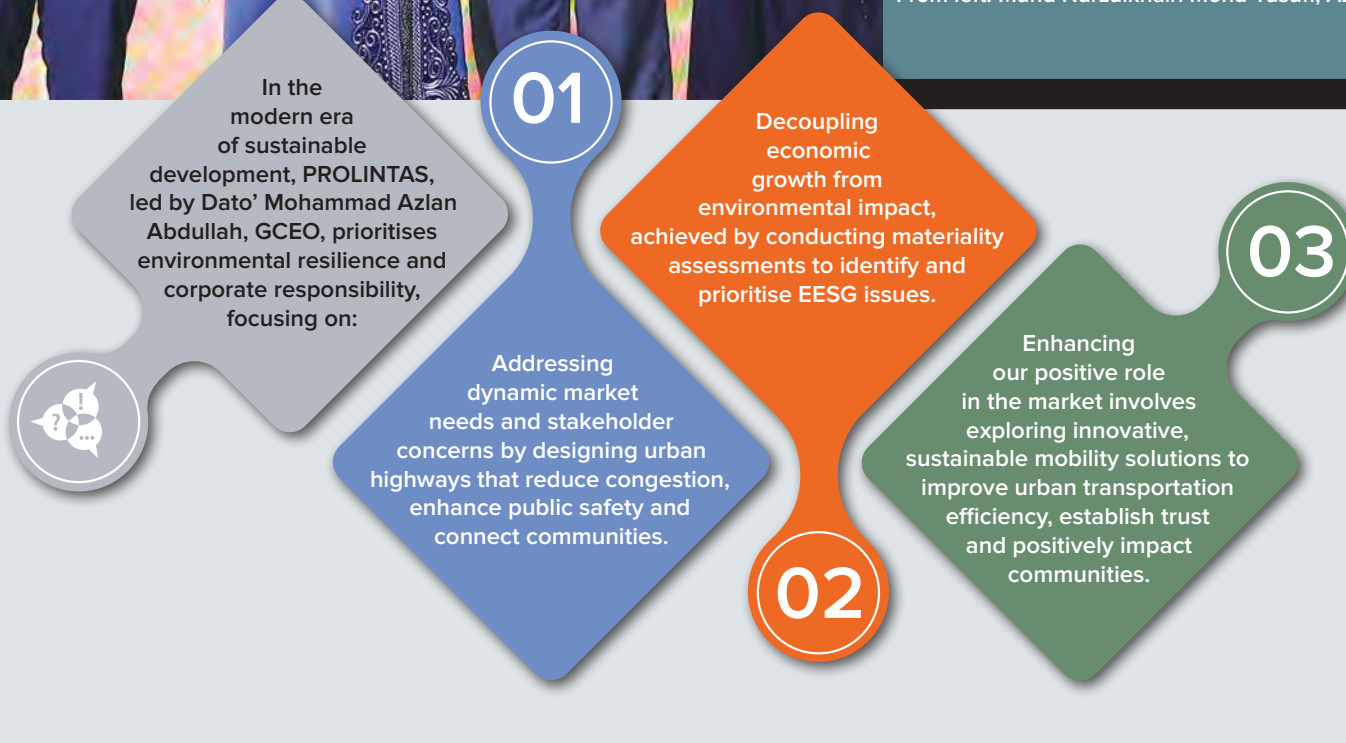 In the
modern era
of sustainable
development, PROLINTAS,
led by Dato’ Mohammad Azlan
Abdullah, GCEO, prioritises
environmental resilience and
corporate responsibility,
focusing on:
! ? ...
01
Addressing
dynamic market
needs and stakeholder
concerns by designing urban
highways that reduce congestion,
enhance public safety and
connect communities.
Decoupling
economic
growth from
environmental impact,
achieved by conducting materiality
assessments to identify and
prioritise EESG issues.
02
03
Enhancing
our positive role
in the market involves
exploring innovative,
sustainable mobility solutions to
improve urban transportation
efficiency, establish trust
and positively impact
communities.